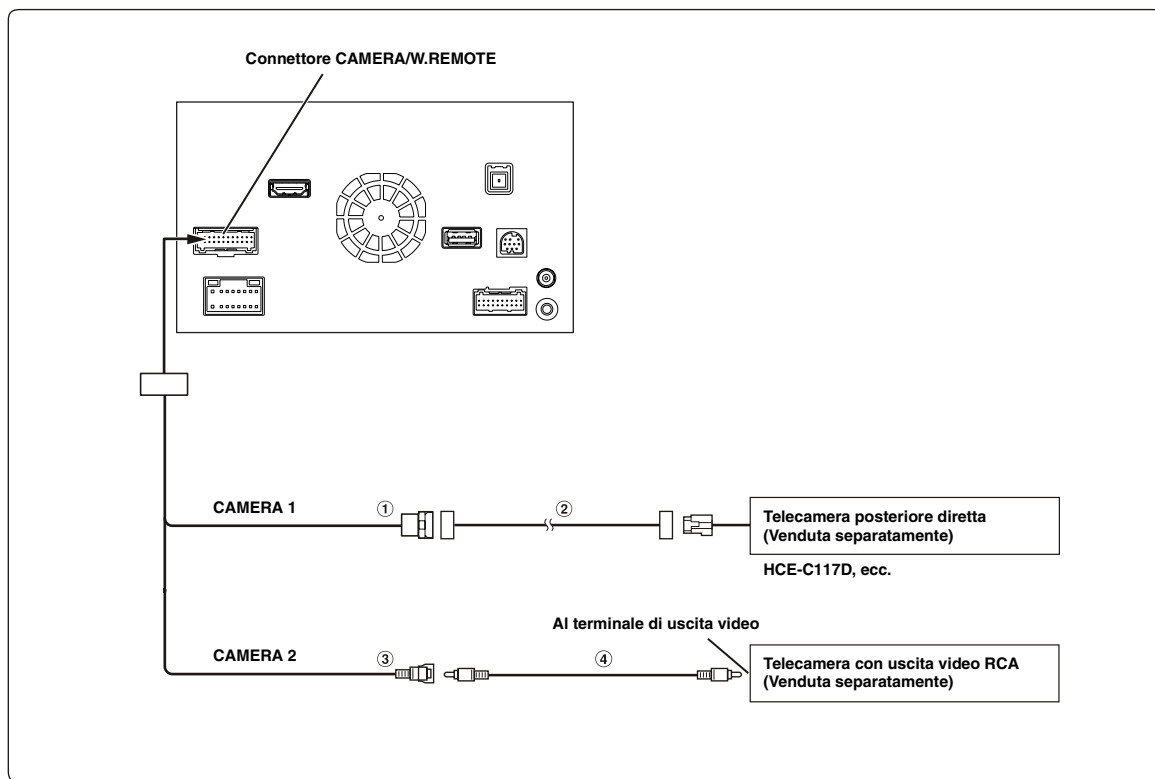 Connettore CAMERA/W.REMOTE
CAMERA 1
①
②
Telecamera posteriore diretta
(Venduta separatamente)
HCE-C117D, ecc.
Al terminale di uscita video
CAMERA 2
③
④
Telecamera con uscita video RCA
(Venduta separatamente)